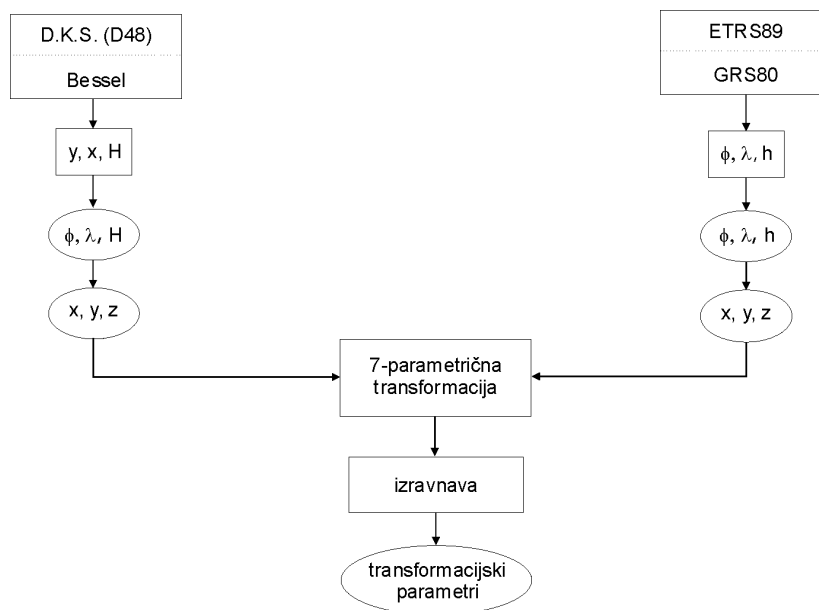 D.K.S. (D48)
Bessel
y, x, H
ϕ, λ, H
x, y, z
ETRS89
GRS80
ϕ, λ, h
ϕ, λ, h
x, y, z
7-parametrična
transformacija
izravnava
transformacijski
parametri